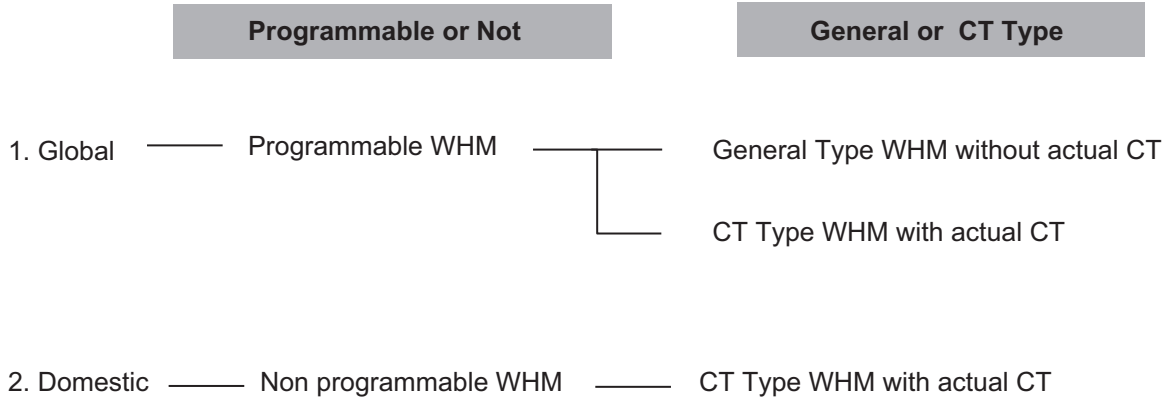 Programmable or Not
General or CT Type
1. Global
Programmable WHM
General Type WHM without actual CT
CT Type WHM with actual CT
2. Domestic
Non programmable WHM
CT Type WHM with actual CT